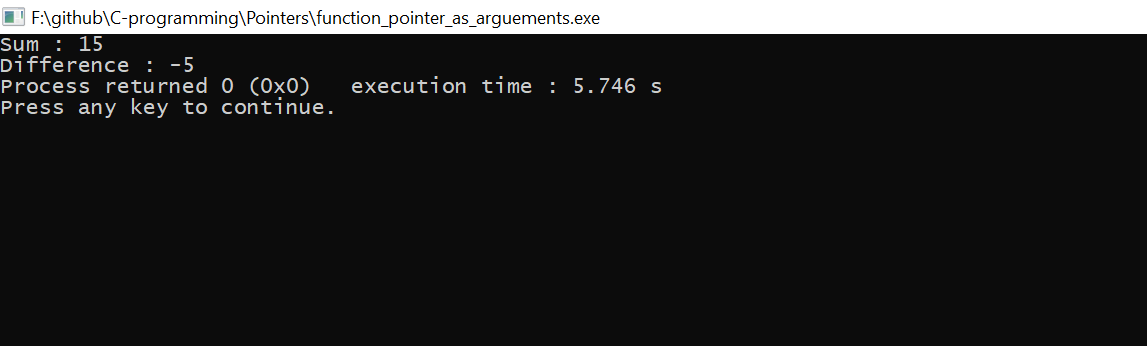 F:\github\C-programming\Pointers\function_pointer_as_arguements.exe
Sum : 15
Difference : -5
Process returned 0 (0x0)   execution time : 5.746 s
Press any key to continue.